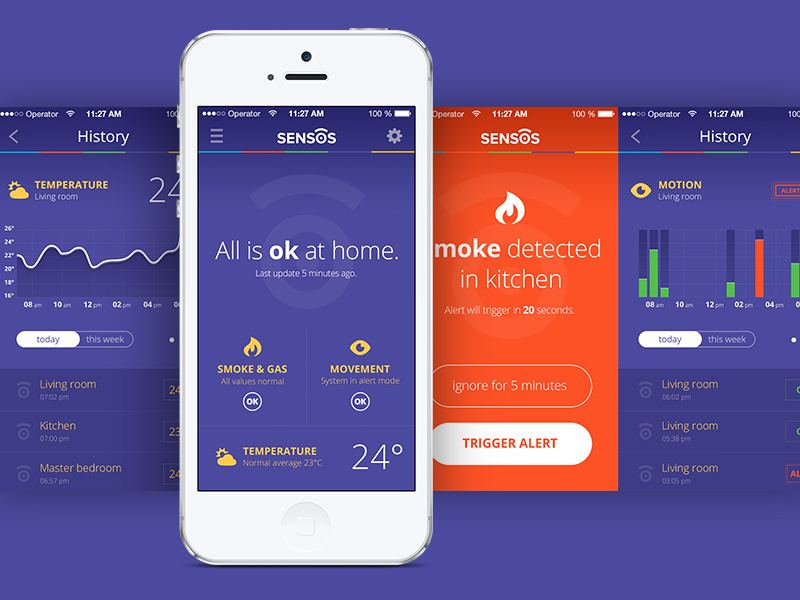 Operator 11:27 AM 100
History
TEMPERATURE
Living room
24
26°
24°
22°
20°
18°
16°
08 am 10 am 12 pm 02 pm 04 pm
today this week
Living room
07:02 pm
24
Kitchen
07:00 pm
23
Master bedroom
06:57 pm
24
Operator 11:27 AM 100 %
SENSOS
All is ok at home.
Last update 5 minutes ago.
SMOKE & GAS
All values normal
OK
MOVEMENT
System in alert mode
OK
TEMPERATURE
Normal average 23°C
24°
Operator 11:27 AM 100 %
SENSOS
moke detected
in kitchen
Alert will trigger in 20 seconds.
ignore for 5 minutes
TRIGGER ALERT
Operator 11:27 AM 100
History
MOTION
Living room
ALERT
08 am 10 am 12 pm 02 pm 04 pm
today this week
Living room
06:02 pm
Living room
05:38 pm
Living room
03:05 pm
AL